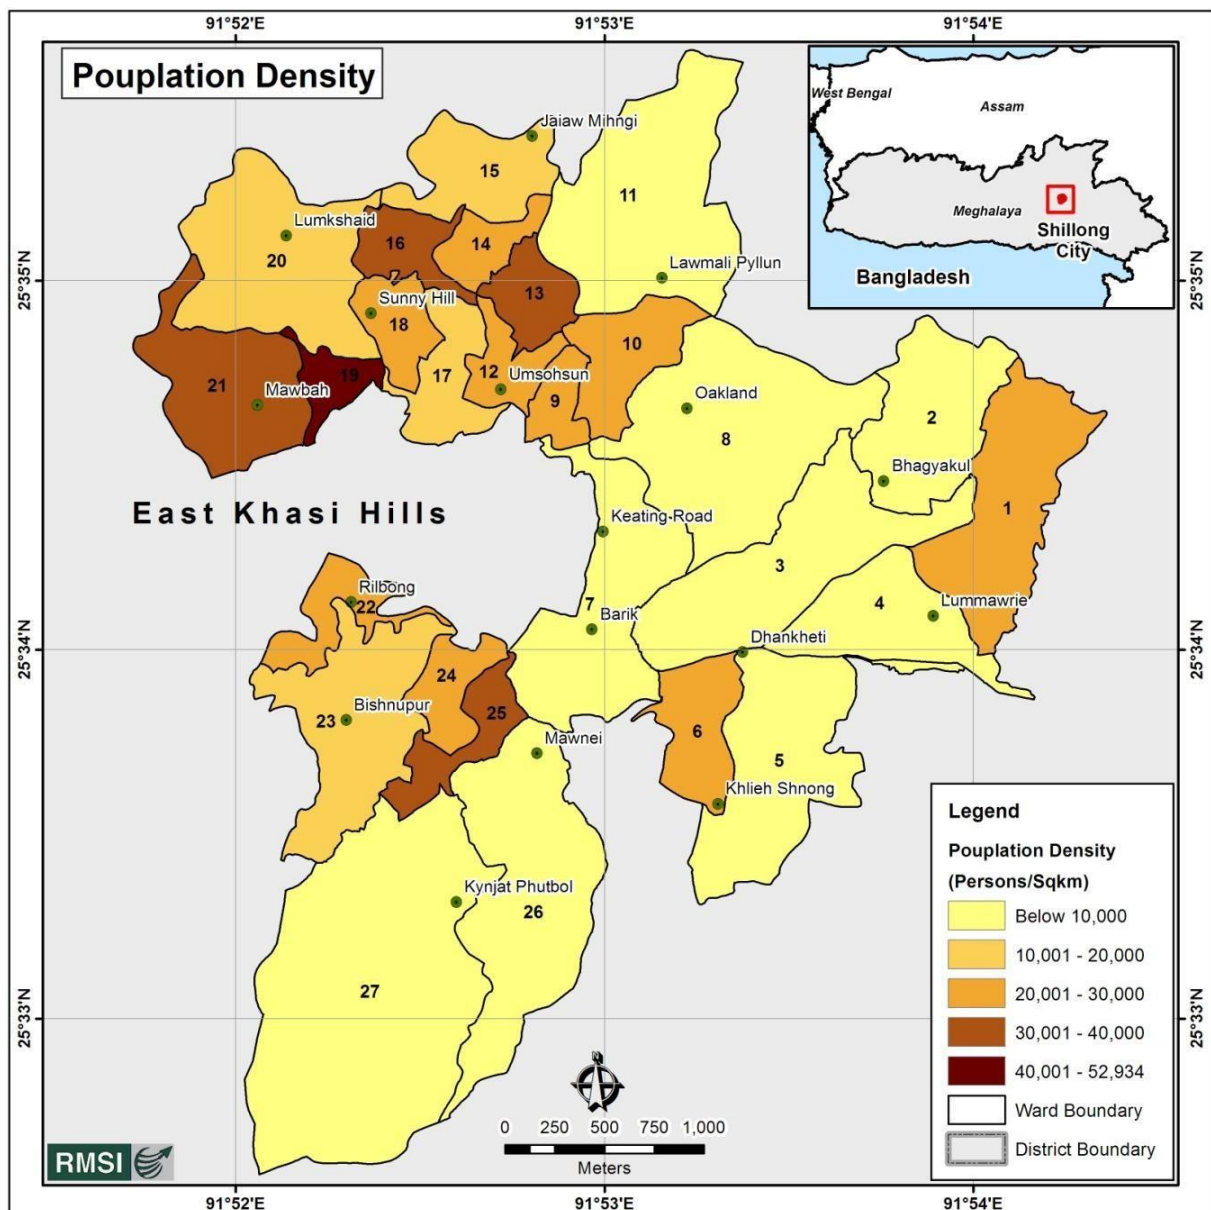 91°52'E 91°53'E 91°54'E
Pouplation Density
West Bengal
Assam
Meghalaya
Shillong
City
Bangladesh
Jaiaw Mihngi
15
11
Lumkshaid
20
16
14
Lawmali Pyllun
25°35'N 25°35'N
13
Sunny Hill
18
10
21
Mawbah
19
17
12
Umsohsun
9
Oakland
8
2
Bhagyakul
1
East Khasi Hills
Keating Road
3
Rilbong
22
7
Barik
4
Lummawrie
25°34'N 25°34'N
Dhankheti
24
23
Bishnupur
25
Mawnei
6
5
Khlieh Shnong
Kynjat Phutbol
26
27
25°33'N 25°33'N
Legend
Pouplation Density
(Persons/Sqkm)
Below 10,000
10,001 - 20,000
20,001 - 30,000
30,001 - 40,000
40,001 - 52,934
Ward Boundary
District Boundary
N
0 250 500 750 1,000
Meters
RMSI
91°52'E 91°53'E 91°54'E